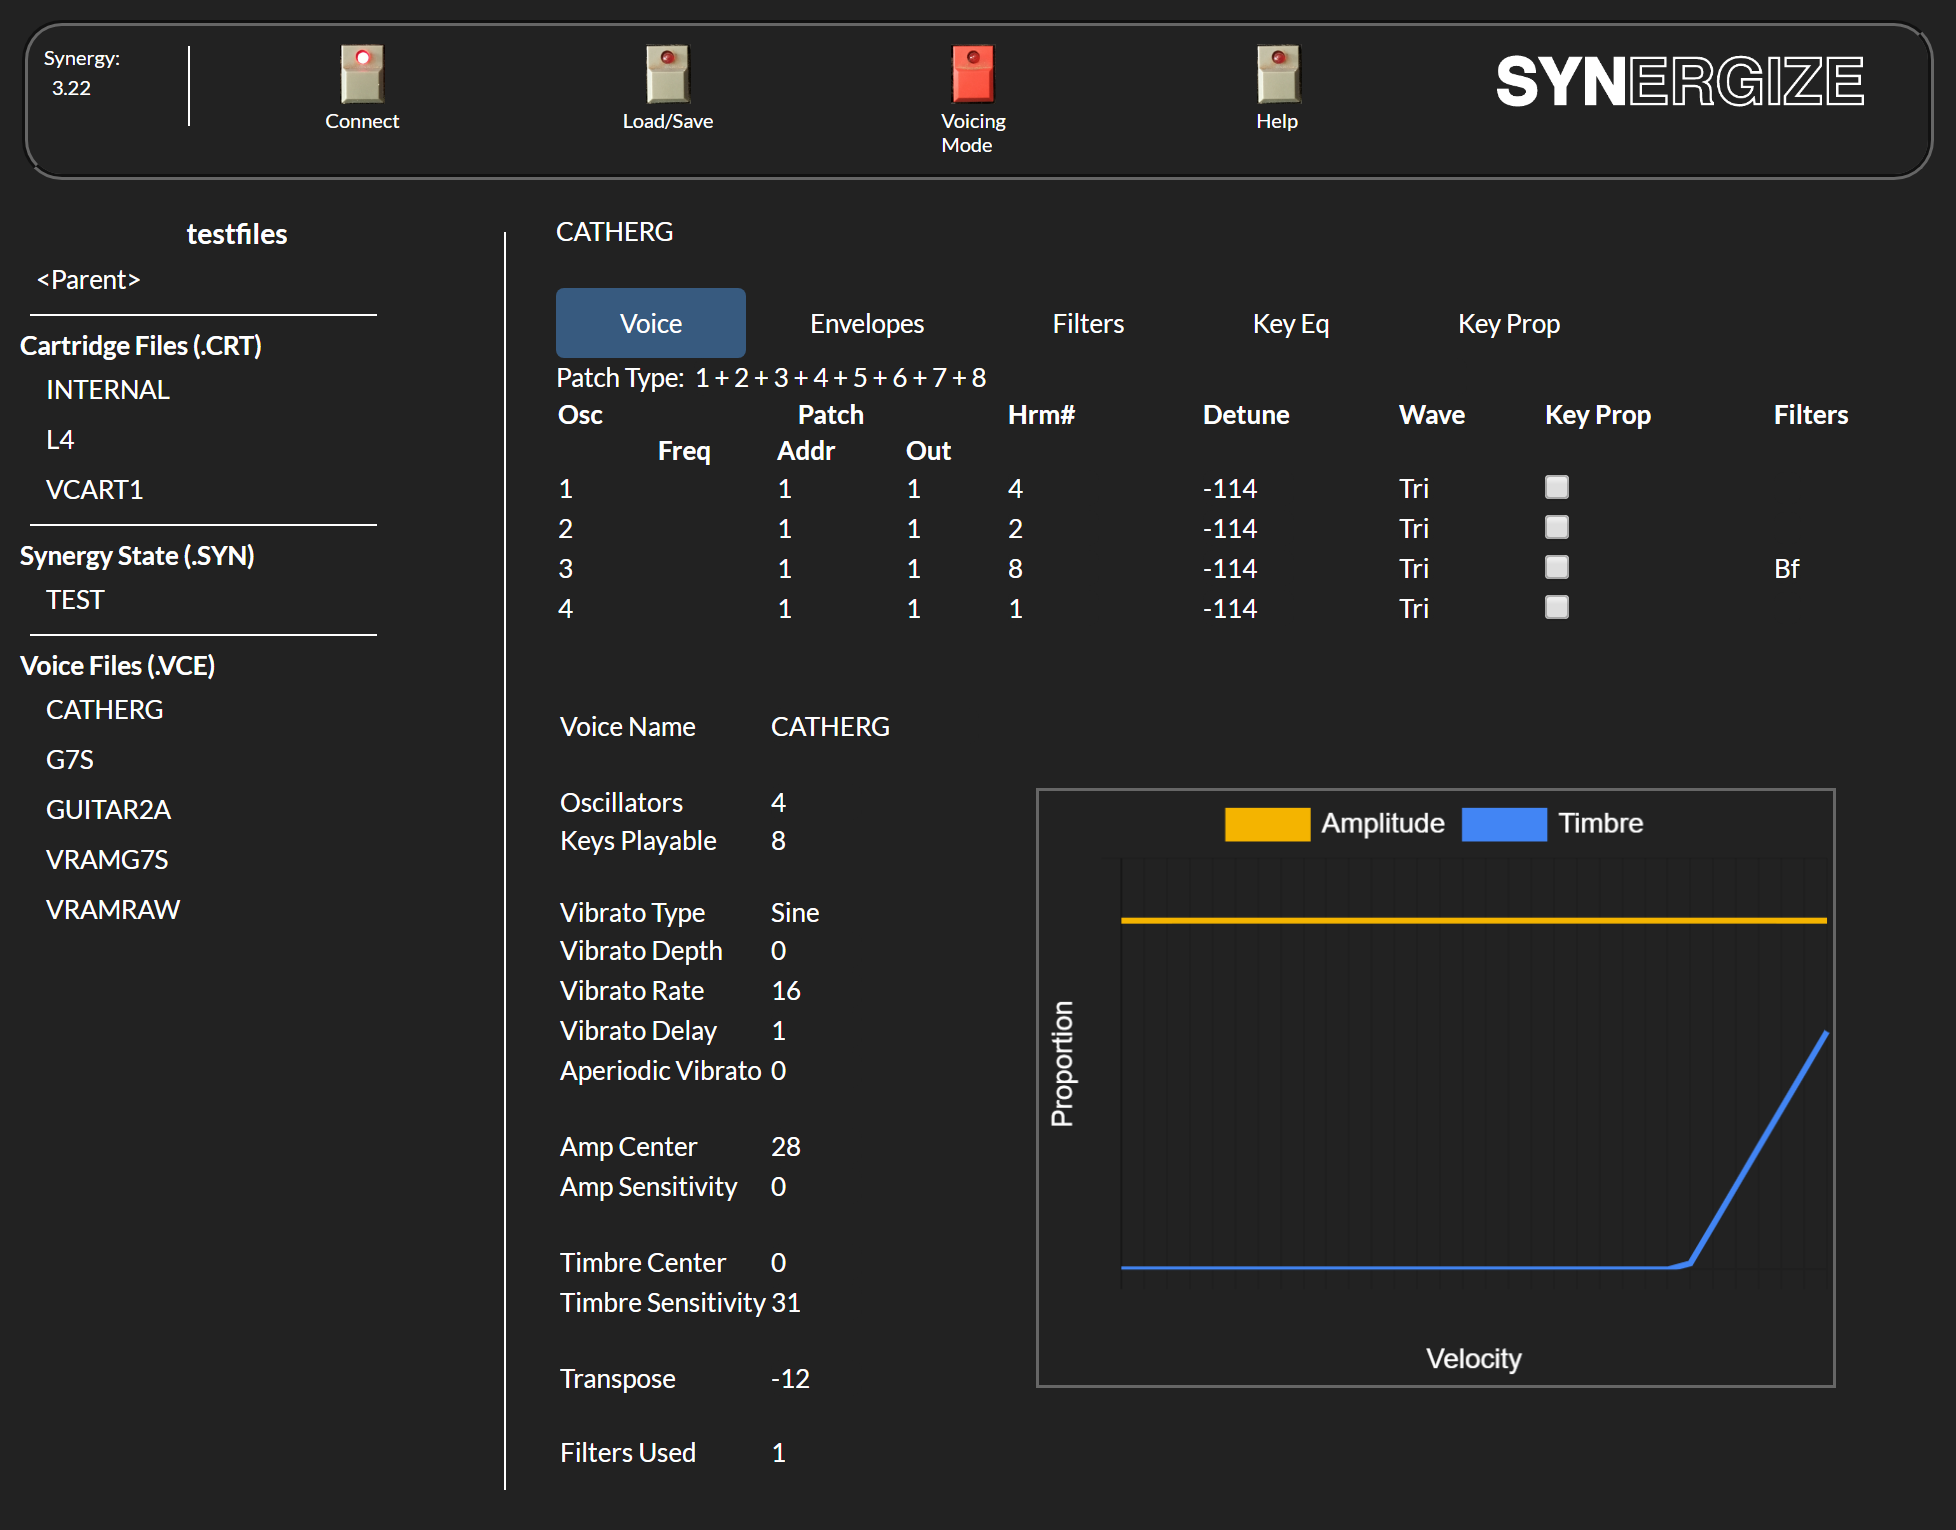 Synergy:
3.22
Connect
Load/Save
Voicing
Mode
Help
SYNERGIZE
testfiles
<Parent>
Cartridge Files (.CRT)
INTERNAL
L4
VCART1
Synergy State (.SYN)
TEST
Voice Files (.VCE)
CATHERG
G7S
GUITAR2A
VRAMG7S
VRAMRAW
CATHERG
Voice Envelopes Filters Key Eq Key Prop
Patch Type: 1 + 2 + 3 + 4 + 5 + 6 + 7 + 8
Osc Patch Hrm# Detune Wave Key Prop Filters
Freq Addr Out
1 1 1 4 -114 Tri
2 1 1 2 -114 Tri
3 1 1 8 -114 Tri Bf
4 1 1 1 -114 Tri
Voice Name CATHERG
Oscillators 4
Keys Playable 8
Vibrato Type Sine
Vibrato Depth 0
Vibrato Rate 16
Vibrato Delay 1
Aperiodic Vibrato 0
Amp Center 28
Amp Sensitivity 0
Timbre Center 0
Timbre Sensitivity 31
Transpose -12
Filters Used 1
Amplitude Timbre
Proportion
Velocity